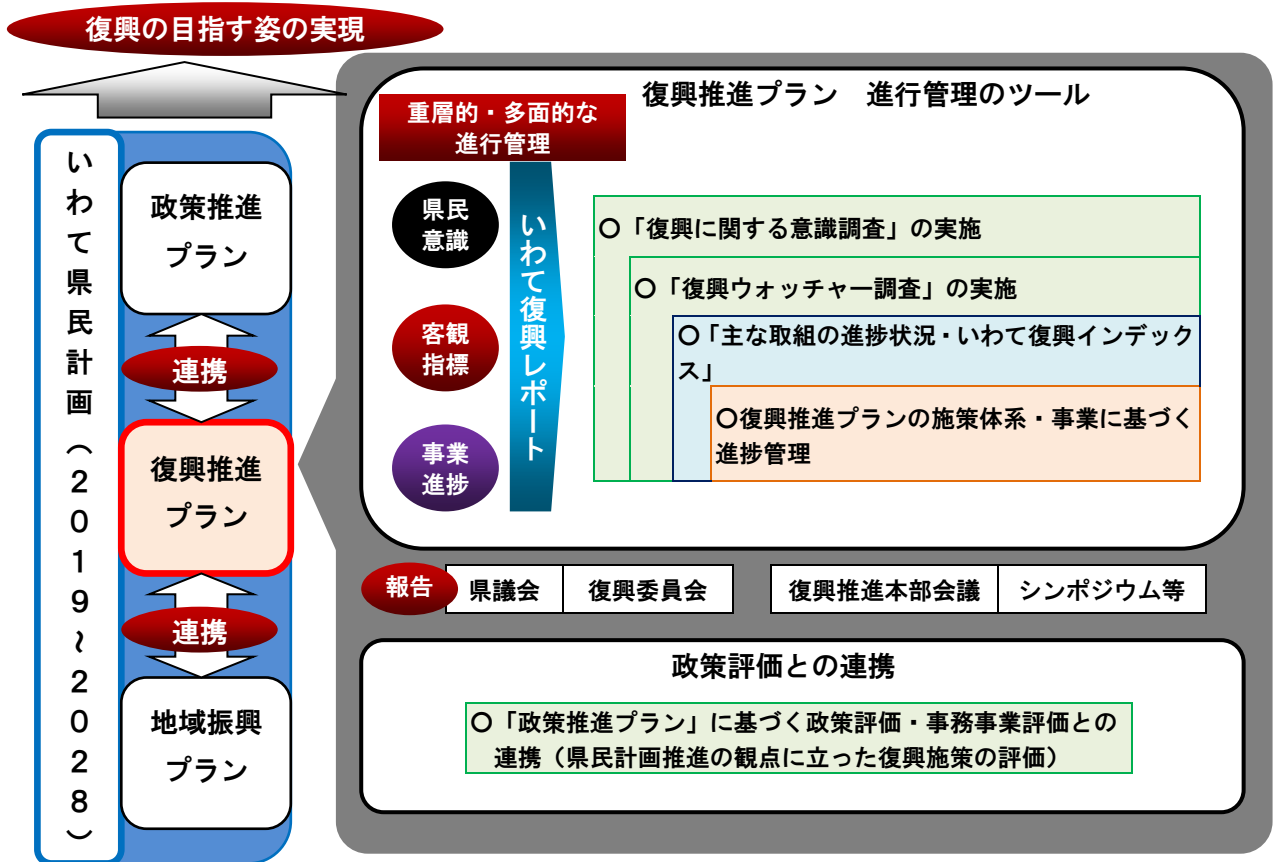 復興の目指す姿の実現
いわて県民計画(2019~2028)
政策推進
プラン
連携
復興推進
プラン
連携
地域振興
プラン
復興推進プラン 進行管理のツール
重層的・多面的な
進行管理
県民
意識
客観
指標
事業
進捗
いわて復興レポート
〇「復興に関する意識調査」の実施
〇「復興ウォッチャー調査」の実施
〇「主な取組の進捗状況・いわて復興インデック
ス」
〇復興推進プランの施策体系・事業に基づく
進捗管理
報告
県議会
復興委員会
復興推進本部会議
シンポジウム等
政策評価との連携
〇「政策推進プラン」に基づく政策評価・事務事業評価との
連携(県民計画推進の観点に立った復興施策の評価)